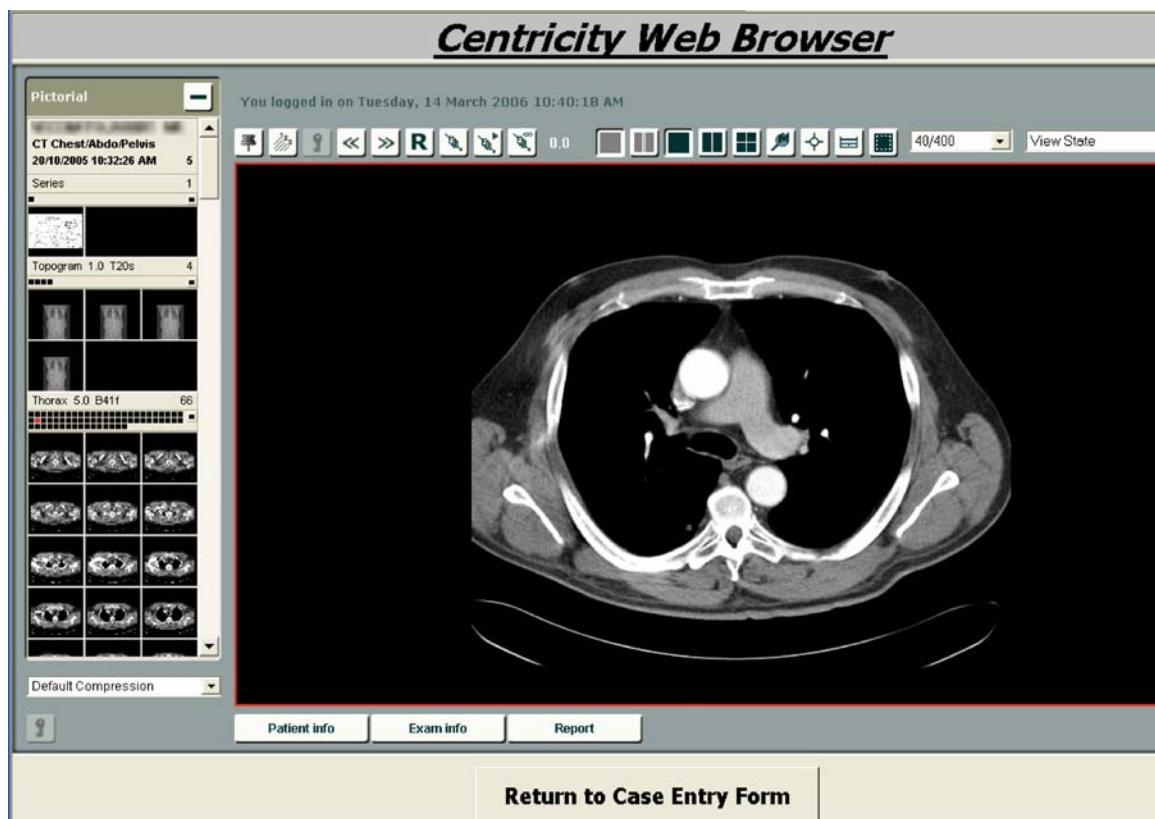 Centricity Web Browser
Pictorial
You logged in on Tuesday, 14 March 2006 10:40:18 AM
CT Chest/Abdo/Pelvis
20/10/2005 10:32:26 AM 5
R
0.0
40/400
View State
Series 1
Topogram 1.0 T20s 4
Thorax 5.0 B41f 66
Default Compression
Patient info
Exam info
Report
Return to Case Entry Form